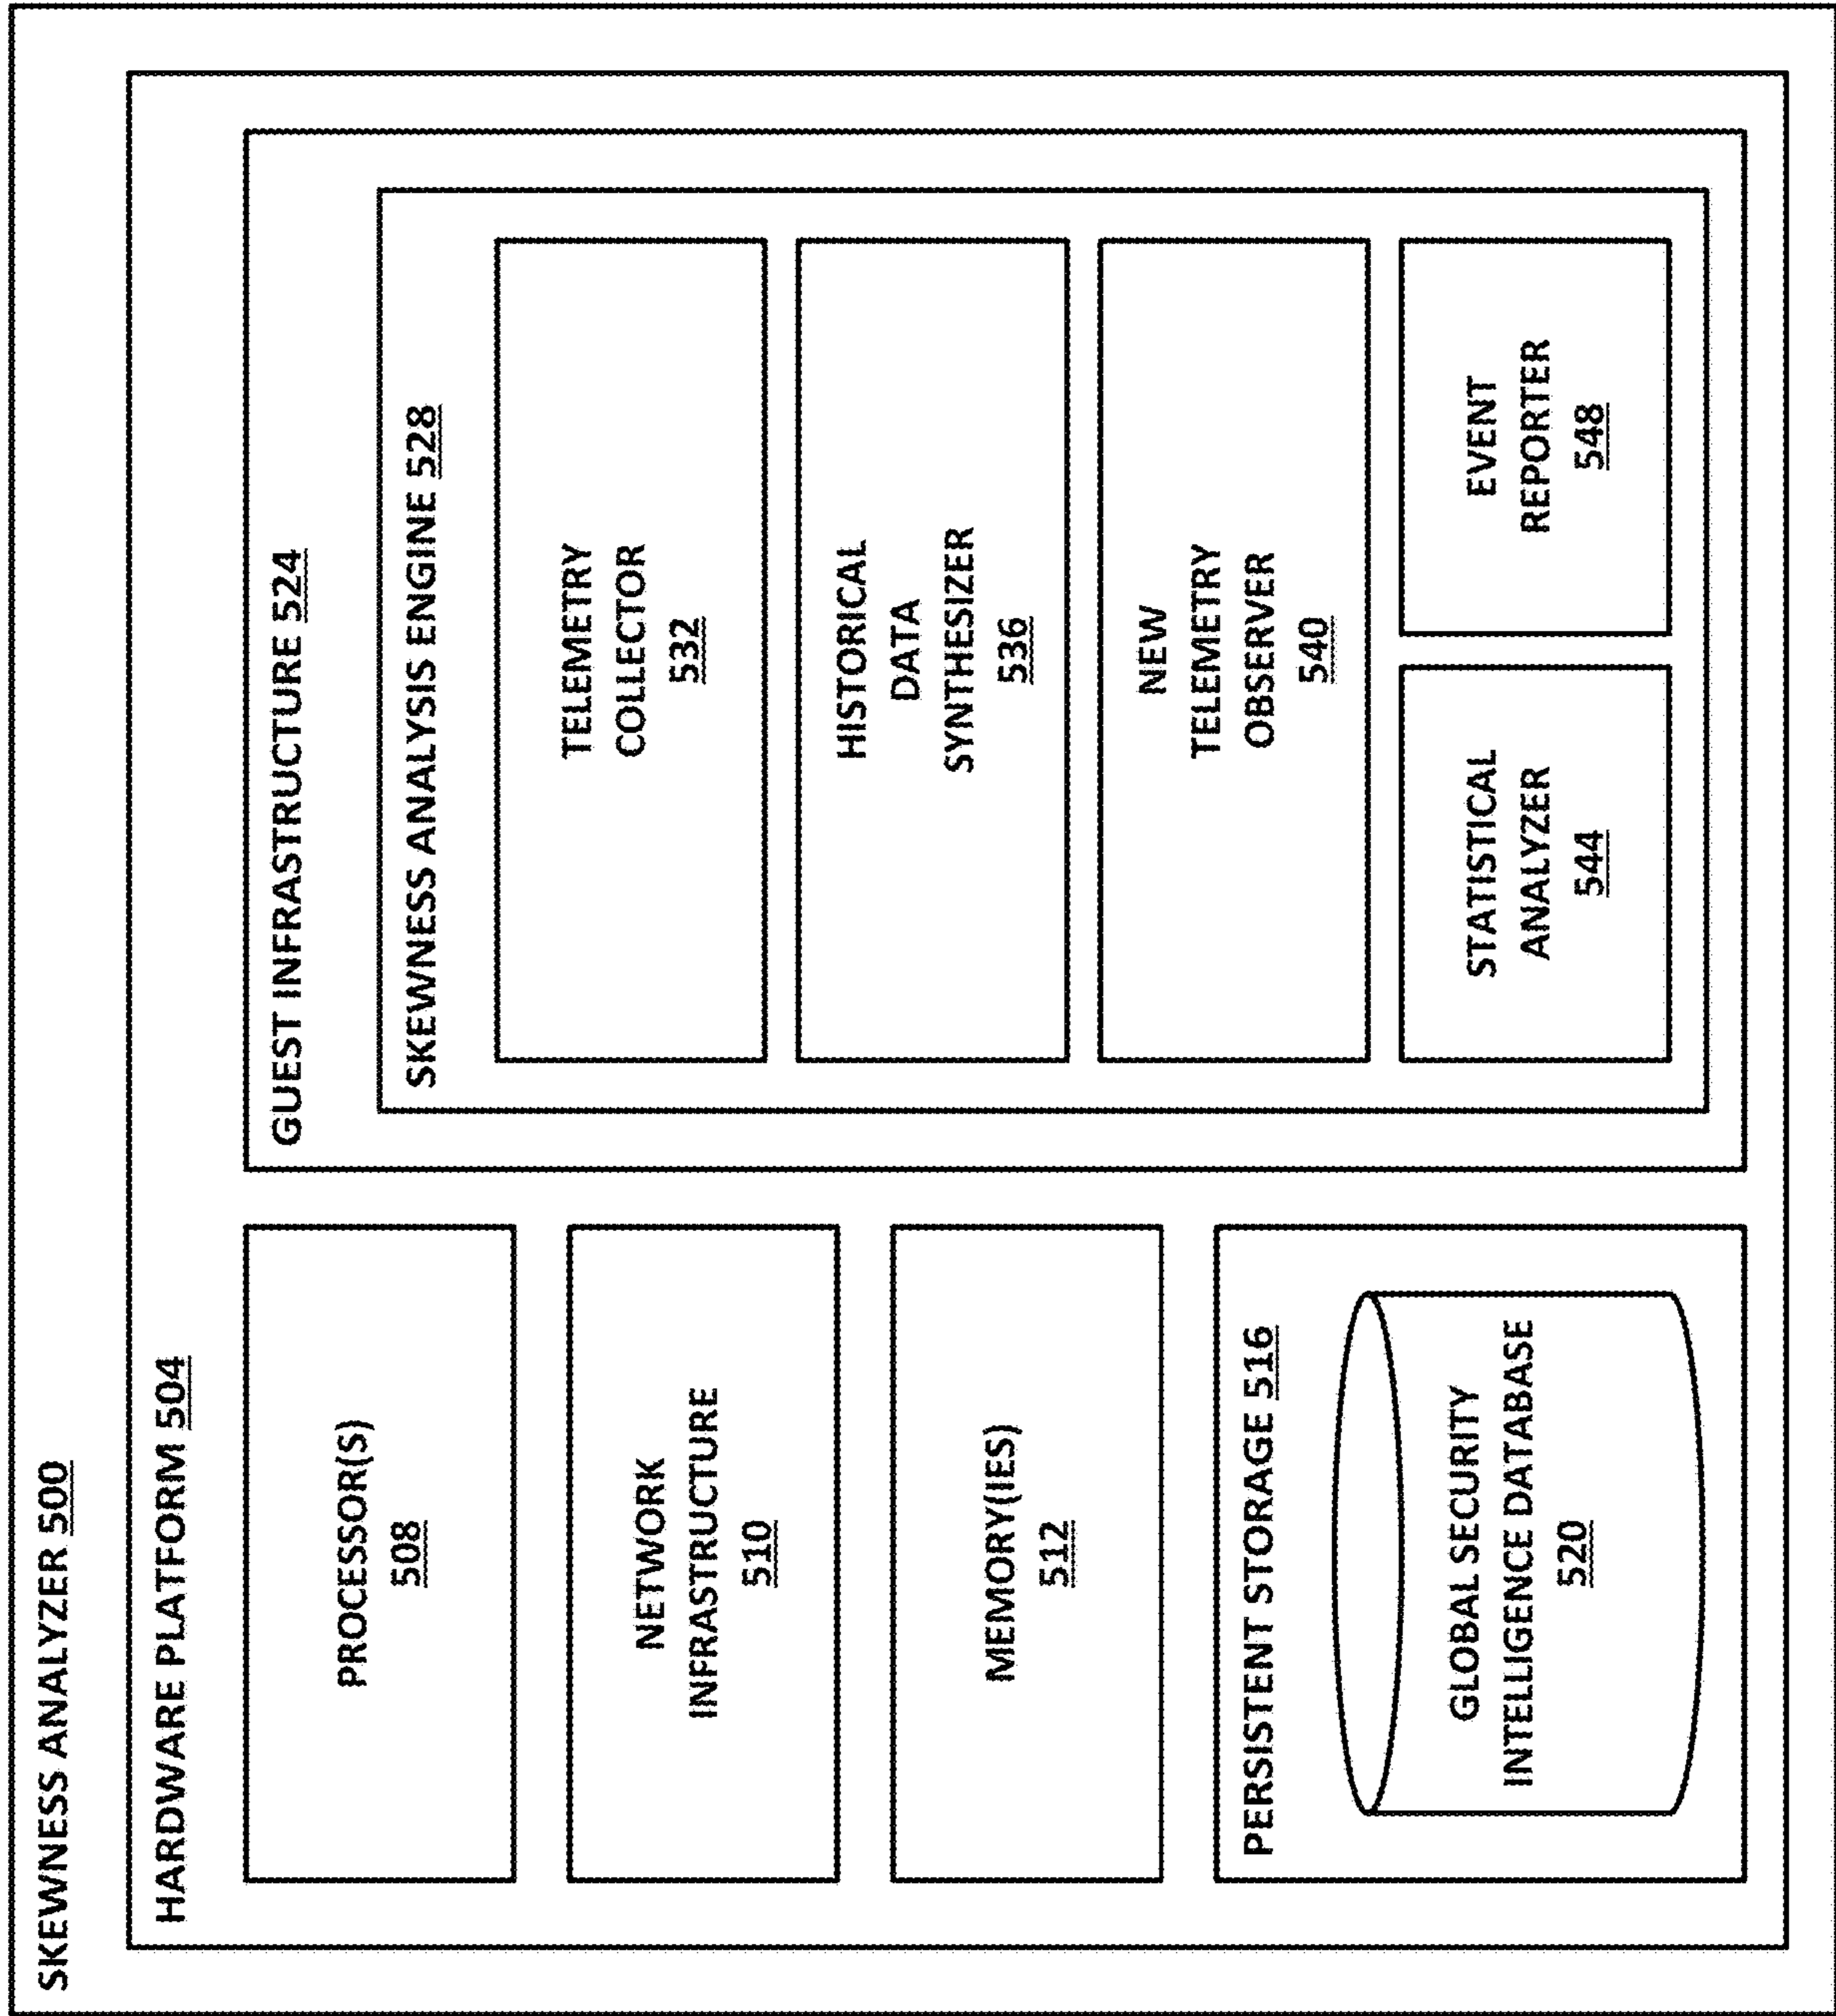 SKEWNESS ANALYZER 500
HARDWARE PLATFORM 504
PROCESSOR(S)
508
NETWORK
INFRASTRUCTURE
510
MEMORY(IES)
512
PERSISTENT STORAGE 516
GLOBAL SECURITY
INTELLIGENCE DATABASE
520
GUEST INFRASTRUCTURE 524
SKEWNESS ANALYSIS ENGINE 528
TELEMETRY
COLLECTOR
532
HISTORICAL
DATA
SYNTHESIZER
536
NEW
TELEMETRY
OBSERVER
540
STATISTICAL
ANALYZER
544
EVENT
REPORTER
548